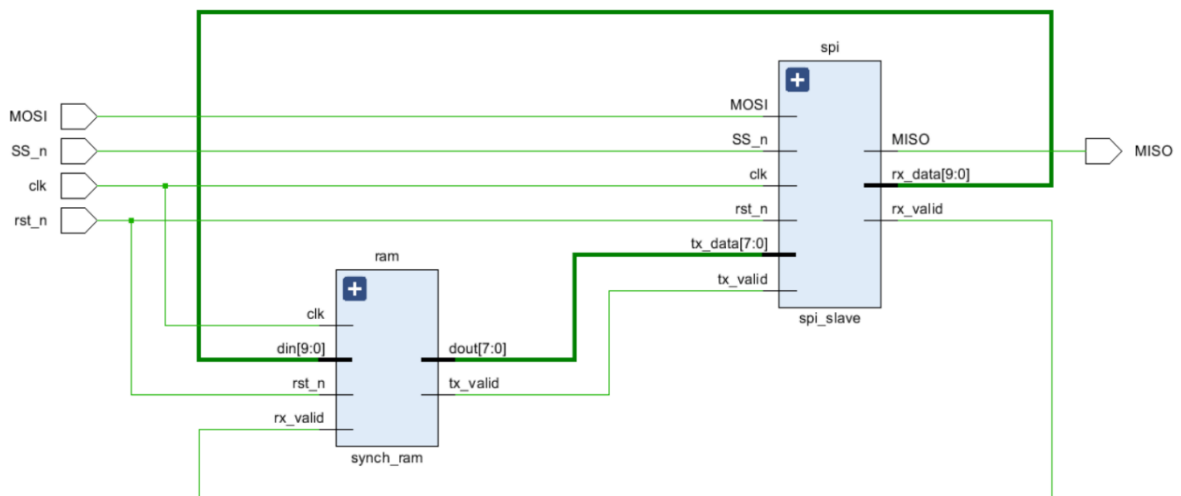 spi
MOSI
SS_n
clk
rst_n
MOSI
SS_n
clk
rst_n
tx_data[7:0]
tx_valid
MISO
rx_data[9:0]
rx_valid
spi_slave
MISO
ram
clk
din[9:0]
rst_n
rx_valid
dout[7:0]
tx_valid
synch_ram